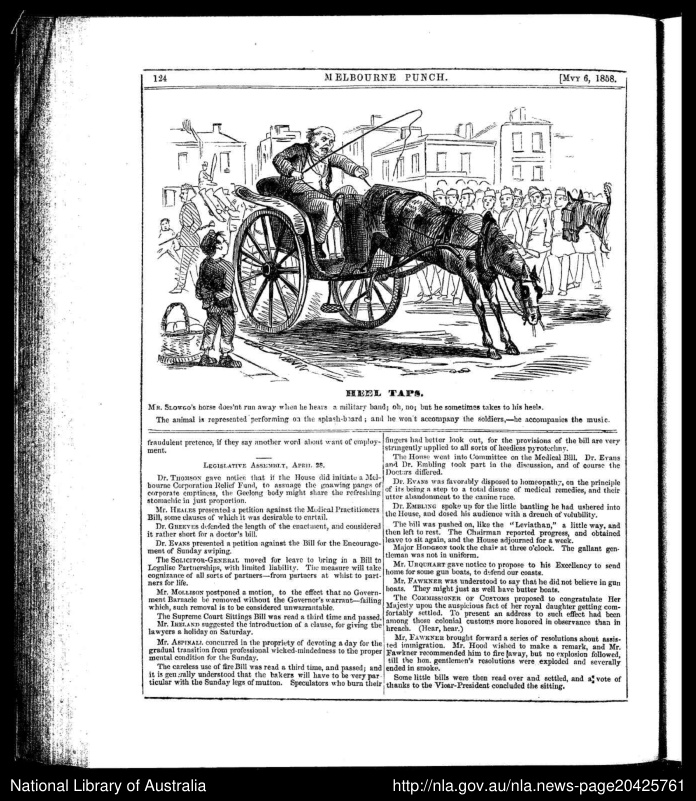 124
MELBOURNE PUNCH.
[Mvy 6, 1858.
HEEL TAPS.
MR. SLOWGO'S horse does'nt run away when he hears a military band; oh, no; but he sometimes takes to his heels.
The animal is represented performing on the splash-board; and he won't accompany the soldiers,—he accompanies the music.
fraudulent pretence, if they say another word about want of employ-
ment.
LEGISLATIVE ASSEMBLY, APRIL 28.
Dr. THOMSON gave notice that if the House did initiate a Mel-
bourne Corporation Relief Fund, to assuage the gnawing pangs of
corporate emptiness, the Geelong body might share the refreshing
stomachic in just proportion.
Mr. HEALES presented a petition against the Medical Practitioners
Bill, some clauses of which it was desirable to curtail.
Dr. GREEVES defended the length of the enactment, and considered
it rather short for a doctor's bill.
Dr. EVANS presented a petition against the Bill for the Encourage-
ment of Sunday swiping.
The SOLICITOR-GENERAL moved for leave to bring in a Bill to
Legalise Partnerships, with limited liability. The measure will take
cognizance of all sorts of partners—from partners at whist to part-
ners for life.
Mr. MOLLISON postponed a motion, to the effect that no Govern-
ment Barnacle be removed without the Governor's warrant—failing
which, such removal is to be considered unwarrantable.
The Supreme Court Sittings Bill was read a third time and passed.
Mr. IRELAND suggested the introduction of a clause, for giving the
lawyers a holiday on Saturday.
Mr. ASPINALL concurred in the propriety of devoting a day for the
gradual transition from professional wicked-mindedness to the proper
mental condition for the Sunday.
The careless use of fire Bill was read a third time, and passed; and
it is generally understood that the bakers will have to be very par-
ticular with the Sunday legs of mutton. Speculators who burn their
fingers had better look out, for the provisions of the bill are very
stringently applied to all sorts of heedless pyrotechny.
The House went into Committee on the Medical Bill. Dr. Evans
and Dr. Embling took part in the discussion, and of course the
Doctors differed.
Dr. EVANS was favorably disposed to homeopathy, on the principle
of its being a step to a total disuse of medical remedies, and their
utter abandonment to the canine race.
Dr. EMBLING spoke up for the little bantling he had ushered into
the House, and dosed his audience with a drench of volubility.
The bill was pushed on, like the "Leviathan," a little way, and
then left to rest. The Chairman reported progress, and obtained
leave to sit again, and the House adjourned for a week.
Major HODGSON took the chair at three o'clock. The gallant gen-
tleman was not in uniform.
Mr. URQUHART gave notice to propose to his Excellency to send
home for some gun boats, to defend our coasts.
Mr. FAWKNER was understood to say that he did not believe in gun
boats. They might just as well have butter boats.
The COMMISSIONER OF CUSTOMS proposed to congratulate Her
Majesty upon the auspicious fact of her royal daughter getting com-
fortably settled. To present an address to such effect had been
among those colonial customs more honored in observance than in
breach. (Hear, hear.)
Mr. FAWKNER brought forward a series of resolutions about assis-
ted immigration. Mr. Hood wished to make a remark, and Mr.
Fawkner recommended him to fire away, but no explosion followed,
till the hon. gentlemen's resolutions were exploded and severally
ended in smoke.
Some little bills were then read over and settled, and a vote of
thanks to the Vicar-President concluded the sitting.
National Library of Australia
http://nla.gov.au/nla.news-page20425761